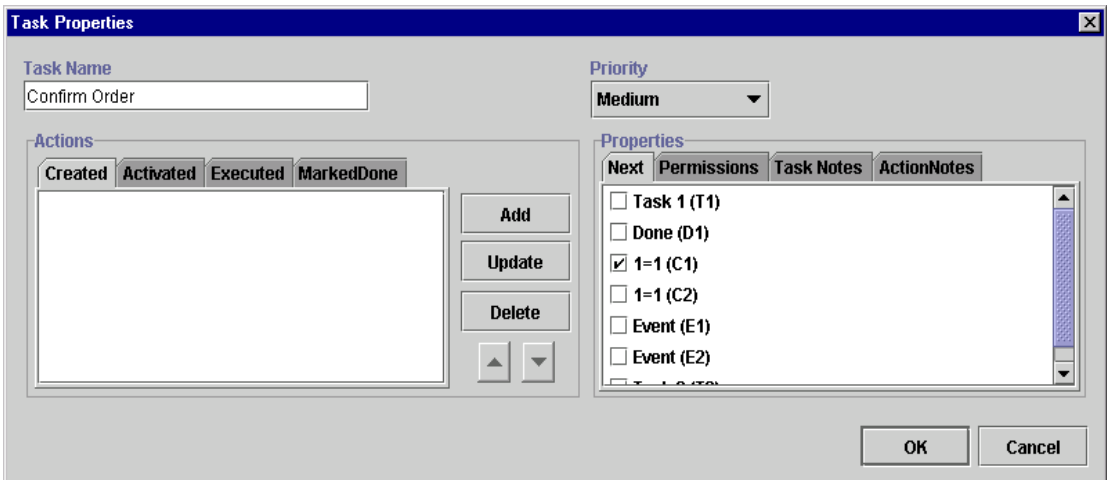 Task Properties
Task Name
Priority
Confirm Order
Medium
Actions
Properties
Created Activated Executed MarkedDone
Next Permissions Task Notes ActionNotes
Add
Update
Delete
Task 1 (T1)
Done (D1)
1=1 (C1)
1=1 (C2)
Event (E1)
Event (E2)
OK
Cancel